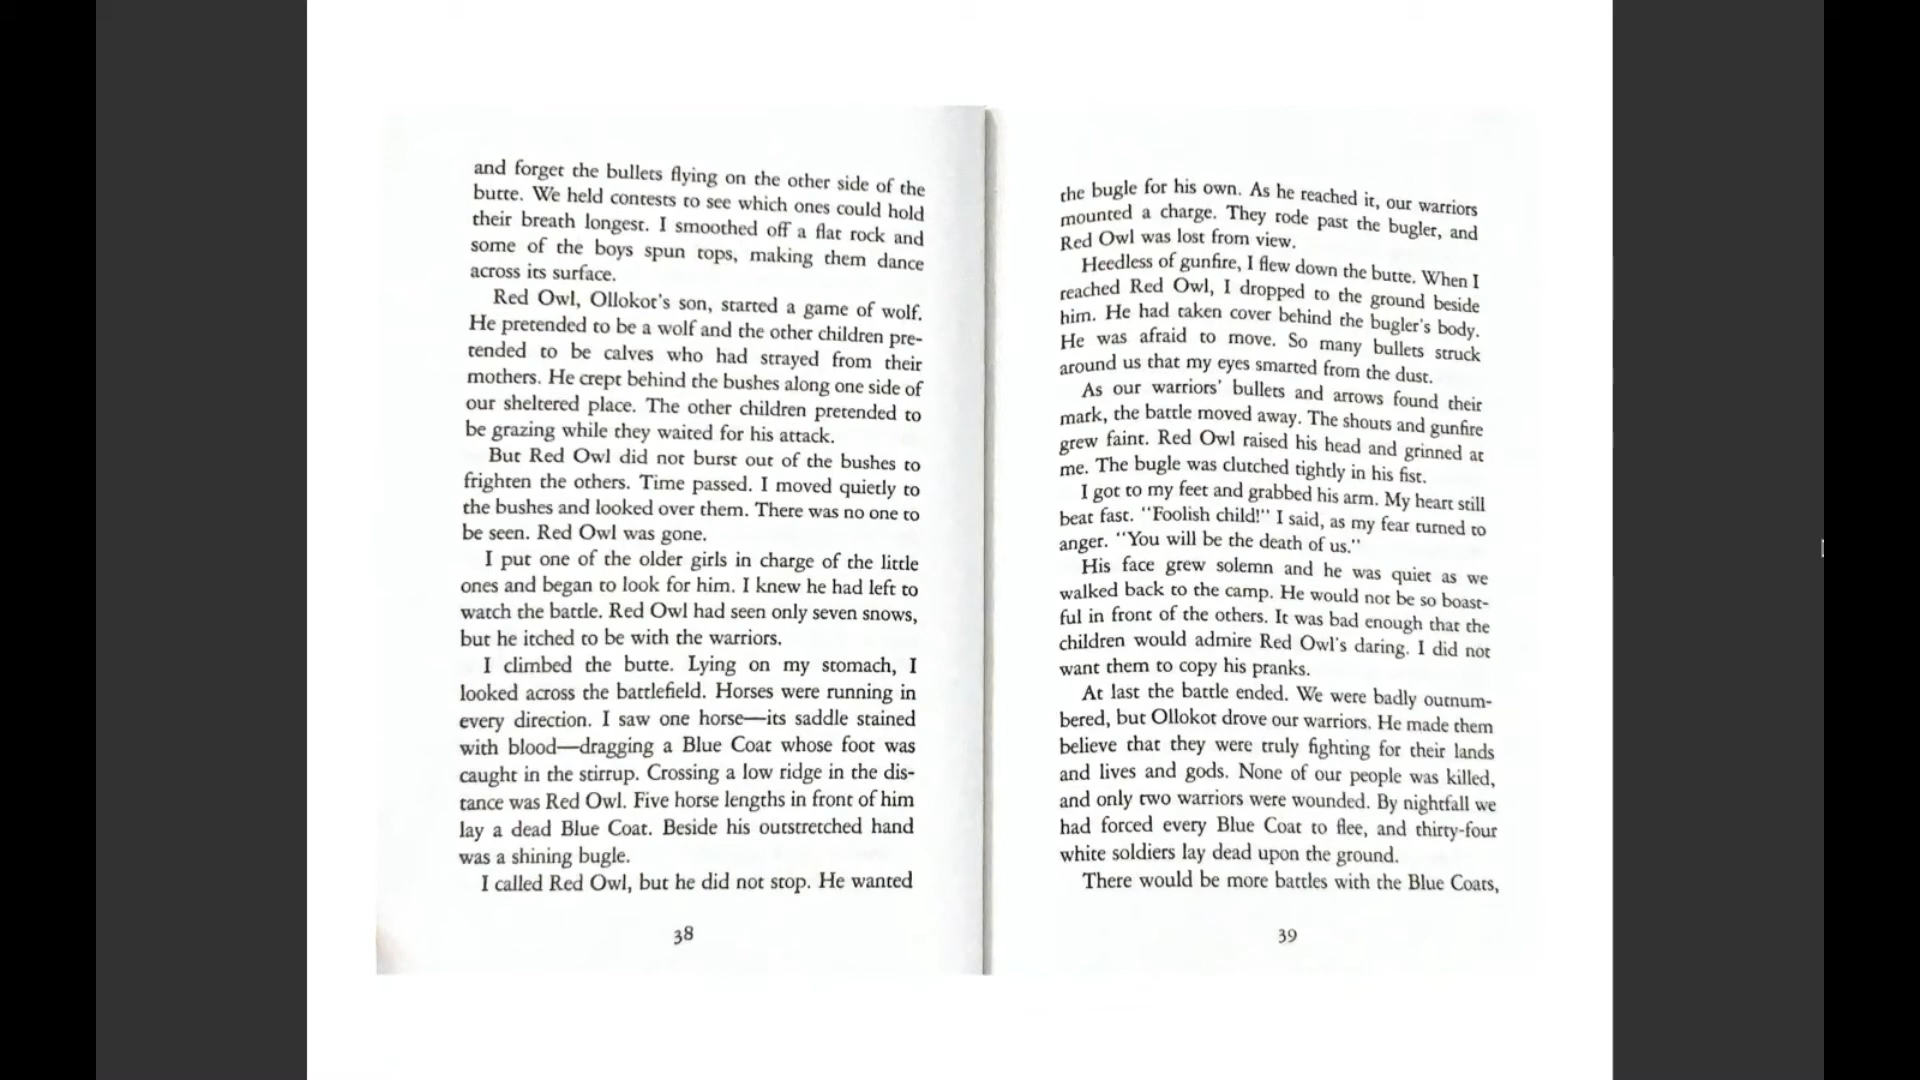 and forget the bullets flying on the other side of the
butte. We held contests to see which ones could hold
their breath longest. I smoothed off a flat rock and
some of the boys spun tops, making them dance
across its surface.
Red Owl, Ollokot's son, started a game of wolf.
He pretended to be a wolf and the other children pre-
tended to be calves who had strayed from their
mothers. He crept behind the bushes along one side of
our sheltered place. The other children pretended to
be grazing while they waited for his attack.
But Red Owl did not burst out of the bushes to
frighten the others. Time passed. I moved quietly to
the bushes and looked over them. There was no one to
be seen. Red Owl was gone.
I put one of the older girls in charge of the little
ones and began to look for him. I knew he had left to
watch the battle. Red Owl had seen only seven snows,
but he itched to be with the warriors.
I climbed the butte. Lying on my stomach, I
looked across the battlefield. Horses were running in
every direction. I saw one horse—its saddle stained
with blood—dragging a Blue Coat whose foot was
caught in the stirrup. Crossing a low ridge in the dis-
tance was Red Owl. Five horse lengths in front of him
lay a dead Blue Coat. Beside his outstretched hand
was a shining bugle.
I called Red Owl, but he did not stop. He wanted
38
the bugle for his own. As he reached it, our warriors
mounted a charge. They rode past the bugler, and
Red Owl was lost from view.
Heedless of gunfire, I flew down the butte. When I
reached Red Owl, I dropped to the ground beside
him. He had taken cover behind the bugler's body.
He was afraid to move. So many bullets struck
around us that my eyes smarted from the dust.
As our warriors' bullets and arrows found their
mark, the battle moved away. The shouts and gunfire
grew faint. Red Owl raised his head and grinned at
me. The bugle was clutched tightly in his fist.
I got to my feet and grabbed his arm. My heart still
beat fast. "Foolish child!" I said, as my fear turned to
anger. "You will be the death of us."
His face grew solemn and he was quiet as we
walked back to the camp. He would not be so boast-
ful in front of the others. It was bad enough that the
children would admire Red Owl's daring. I did not
want them to copy his pranks.
At last the battle ended. We were badly outnum-
bered, but Ollokot drove our warriors. He made them
believe that they were truly fighting for their lands
and lives and gods. None of our people was killed,
and only two warriors were wounded. By nightfall we
had forced every Blue Coat to flee, and thirty-four
white soldiers lay dead upon the ground.
There would be more battles with the Blue Coats,
39